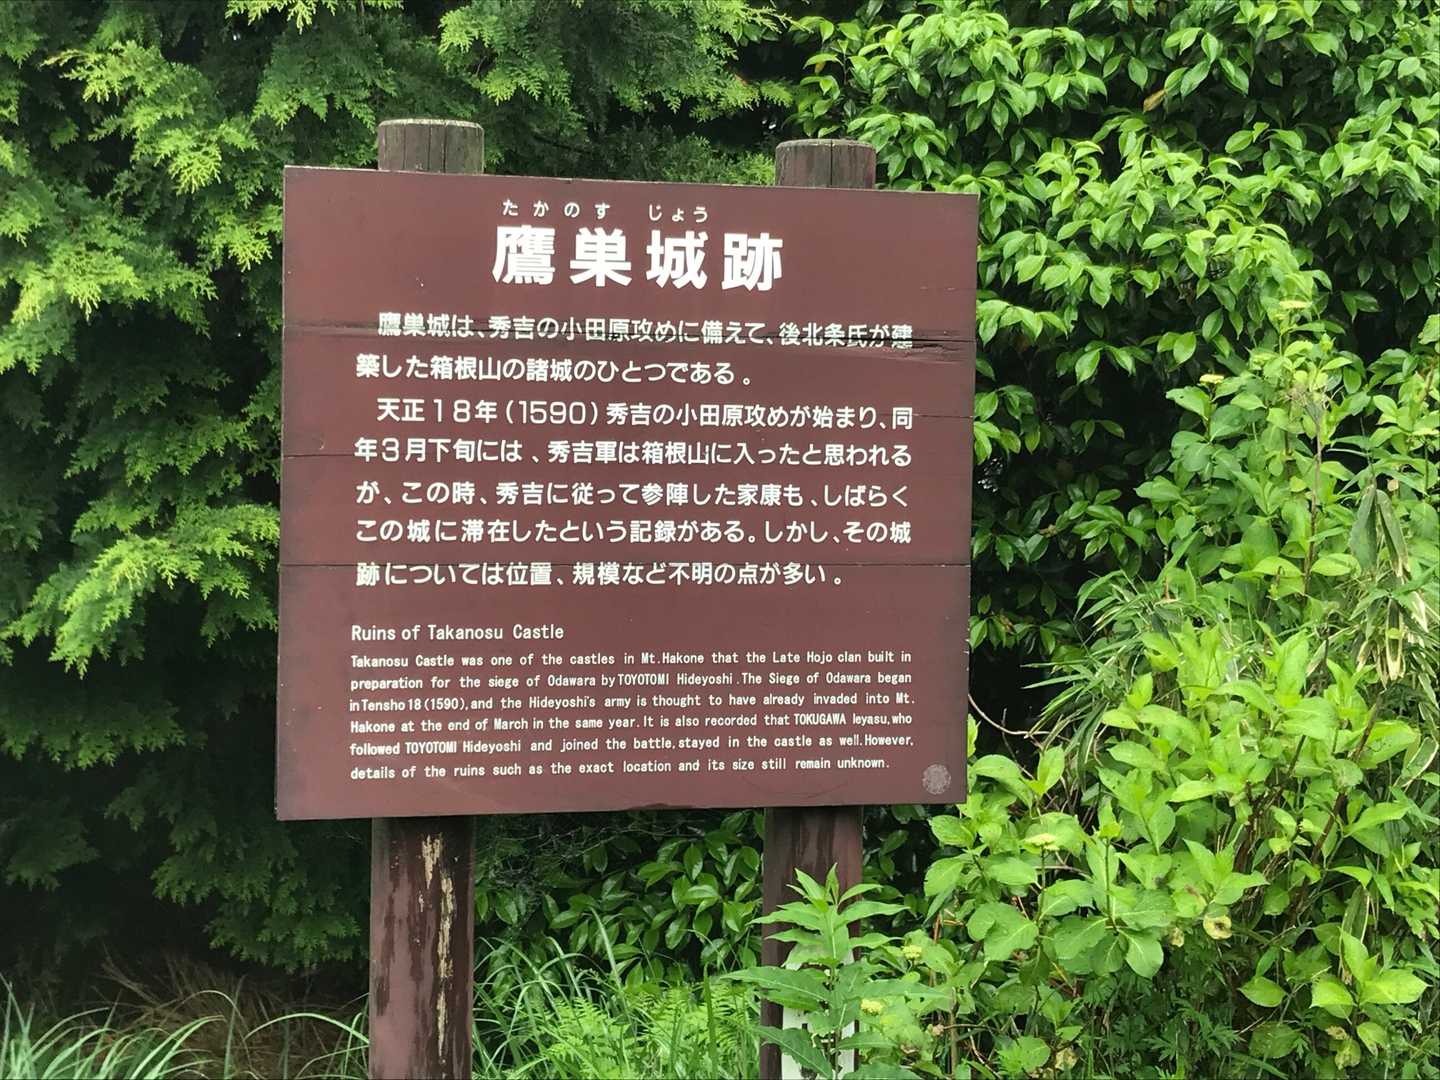 たかのす じょう
鷹巣城跡
鷹巣城は、秀吉の小田原攻めに備えて、後北条氏が建
築した箱根山の諸城のひとつである。
天正18年(1590)秀吉の小田原攻めが始まり、同
年3月下旬には、秀吉軍は箱根山に入ったと思われる
が、この時、秀吉に従って参陣した家康も、しばらく
この城に滞在したという記録がある。しかし、その城
跡については位置、規模など不明の点が多い。
Ruins of Takanosu Castle
Takanosu Castle was one of the castles in Mt.Hakone that the Late Hojo clan built in
preparation for the siege of Odawara by TOYOTOMI Hideyoshi.The Siege of Odawara began
in Tensho 18(1590),and the Hideyoshi's army is thought to have already invaded into Mt.
Hakone at the end of March in the same year.It is also recorded that TOKUGAWA Ieyasu,who
followed TOYOTOMI Hideyoshi and joined the battle,stayed in the castle as well.However,
details of the ruins such as the exact location and its size still remain unknown.